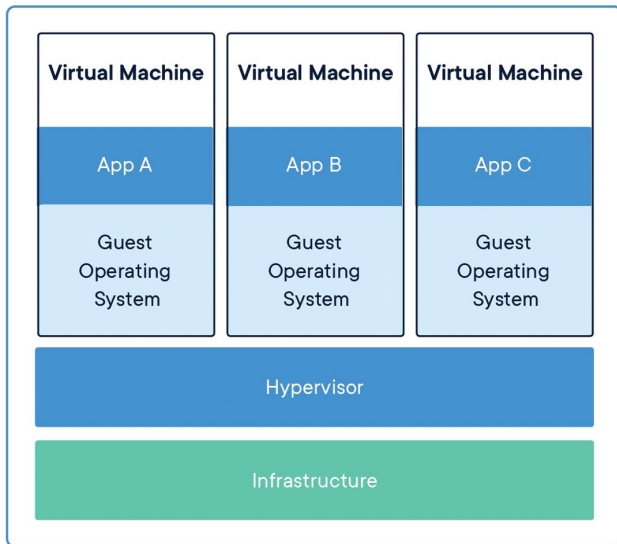 Virtual Machine
Virtual Machine
Virtual Machine
App A
App B
App C
Guest
Operating
System
Guest
Operating
System
Guest
Operating
System
Hypervisor
Infrastructure